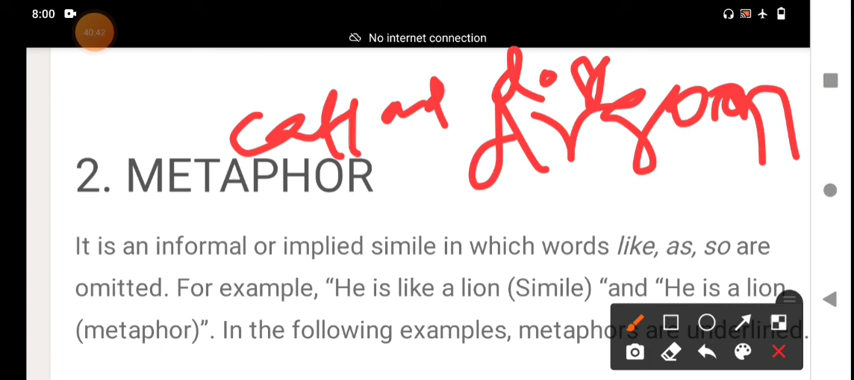 8:00
40:42
No internet connection
and
2. METAPHOR
It is an informal or implied simile in which words like, as, so are
omitted. For example, “He is like a lion (Simile) “and “He is a lion
(metaphor)”. In the following examples, metaphors are underlined.